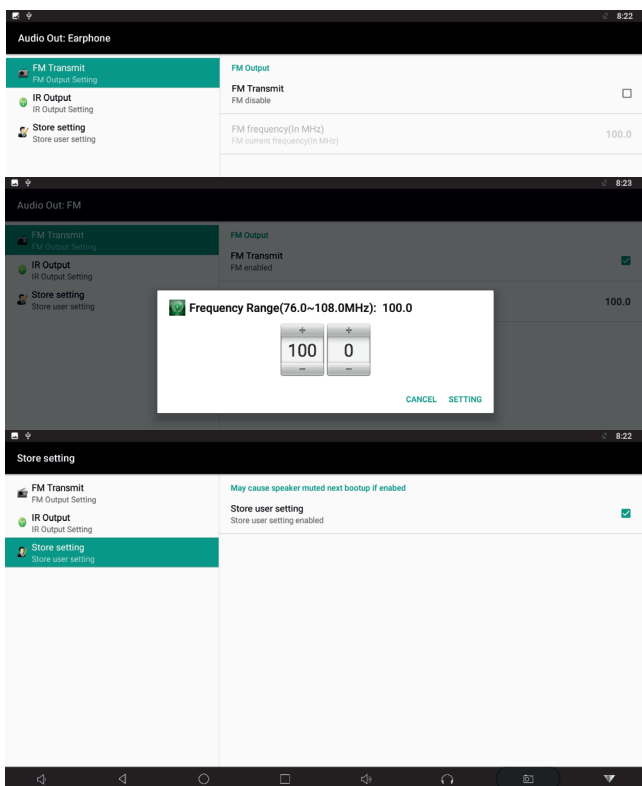 8:22
Audio Out: Earphone
FM Transmit
FM Output Setting
IR Output
IR Output Setting
Store setting
Store user setting
FM Output
FM Transmit
FM disable
FM frequency(In MHz)
FM current frequency(In MHz)
100.0
8:23
Audio Out: FM
FM Transmit
FM Output Setting
IR Output
IR Output Setting
Store setting
Store user setting
FM Output
FM Transmit
FM enabled
100.0
Frequency Range(76.0~108.0MHz): 100.0
+ +
100 0
− −
CANCEL SETTING
8:22
Store setting
FM Transmit
FM Output Setting
IR Output
IR Output Setting
Store setting
Store user setting
May cause speaker muted next bootup if enabed
Store user setting
Store user setting enabled